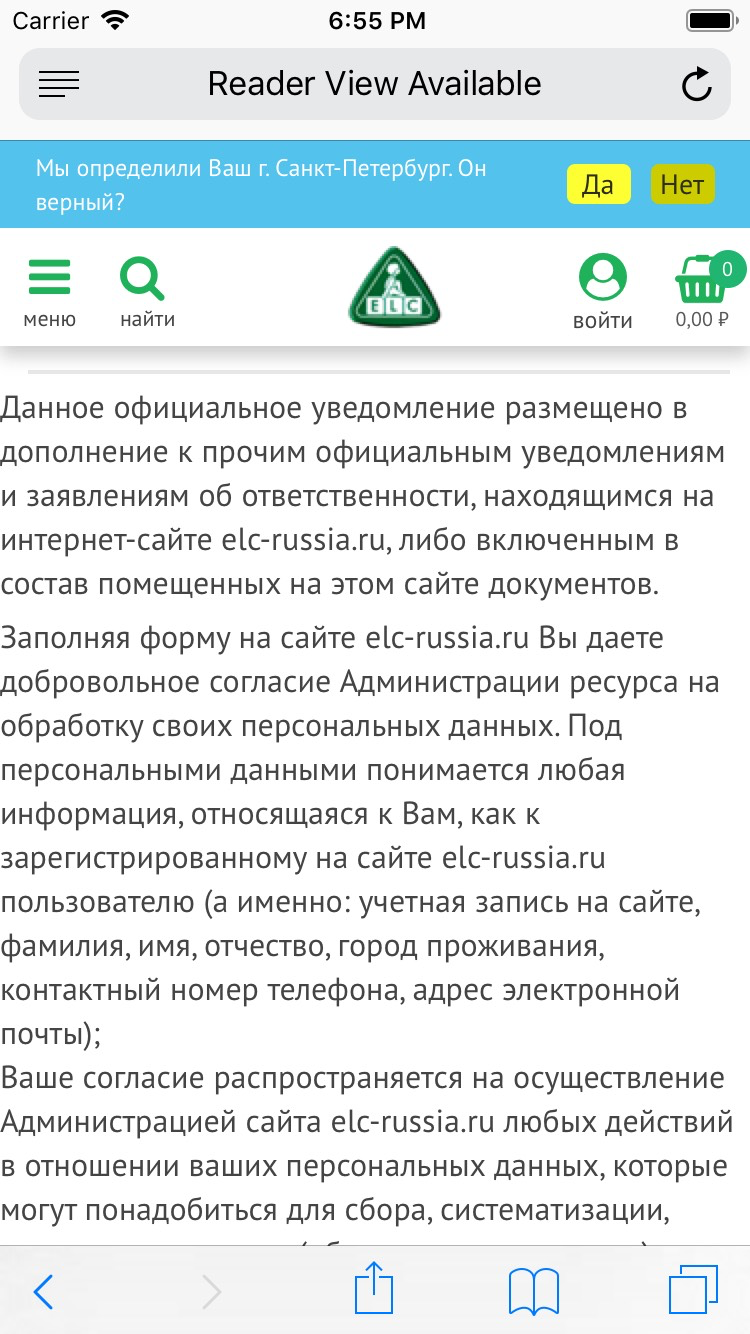 Carrier 6:55 PM
Reader View Available
Мы определили Ваш г. Санкт-Петербург. Он
верный?
Да Нет
меню найти ELC войти 0
0,00 ₽
Данное официальное уведомление размещено в
дополнение к прочим официальным уведомлениям
и заявлениям об ответственности, находящимся на
интернет-сайте elc-russia.ru, либо включенным в
состав помещенных на этом сайте документов.
Заполняя форму на сайте elc-russia.ru Вы даете
добровольное согласие Администрации ресурса на
обработку своих персональных данных. Под
персональными данными понимается любая
информация, относящаяся к Вам, как к
зарегистрированному на сайте elc-russia.ru
пользователю (а именно: учетная запись на сайте,
фамилия, имя, отчество, город проживания,
контактный номер телефона, адрес электронной
почты);
Ваше согласие распространяется на осуществление
Администрацией сайта elc-russia.ru любых действий
в отношении ваших персональных данных, которые
могут понадобиться для сбора, систематизации,